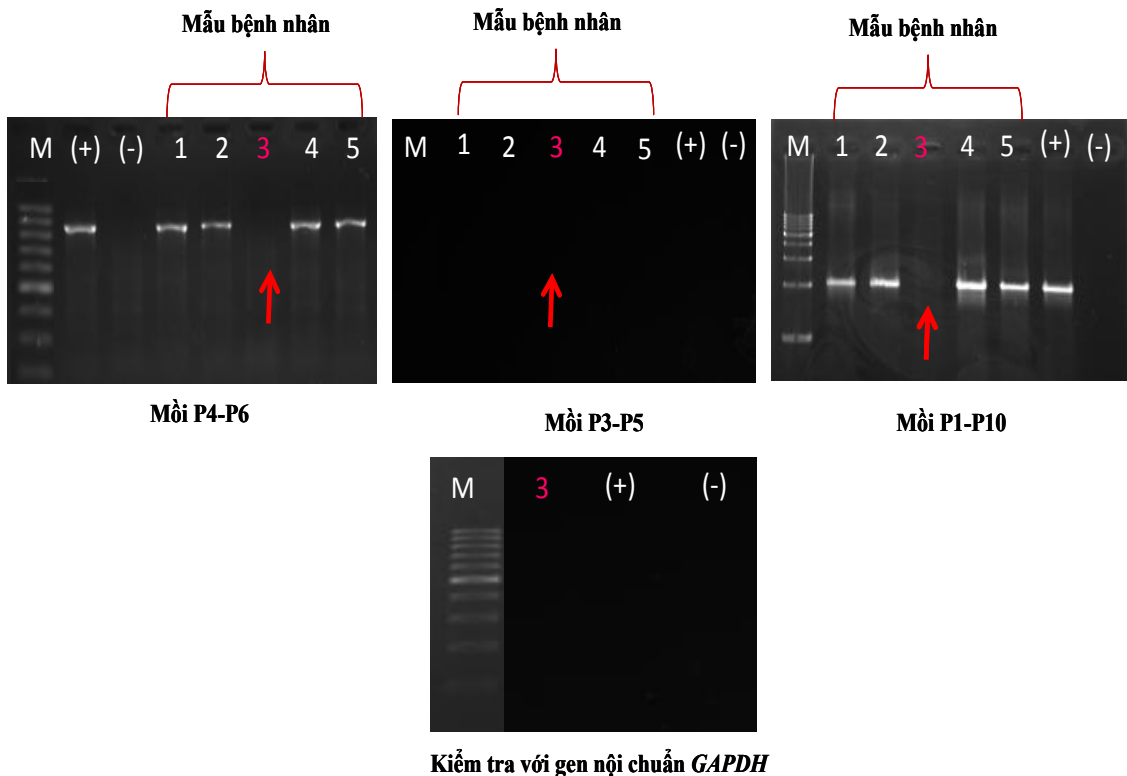 Mẫu bệnh nhân
Mẫu bệnh nhân
Mẫu bệnh nhân
M (+) (-) 1 2 3 4 5
M 1 2 3 4 5 (+) (-)
M 1 2 3 4 5 (+) (-)
Mồi P4-P6
Mồi P3-P5
Mồi P1-P10
M 3 (+) (-)
Kiểm tra với gen nội chuẩn GAPDH